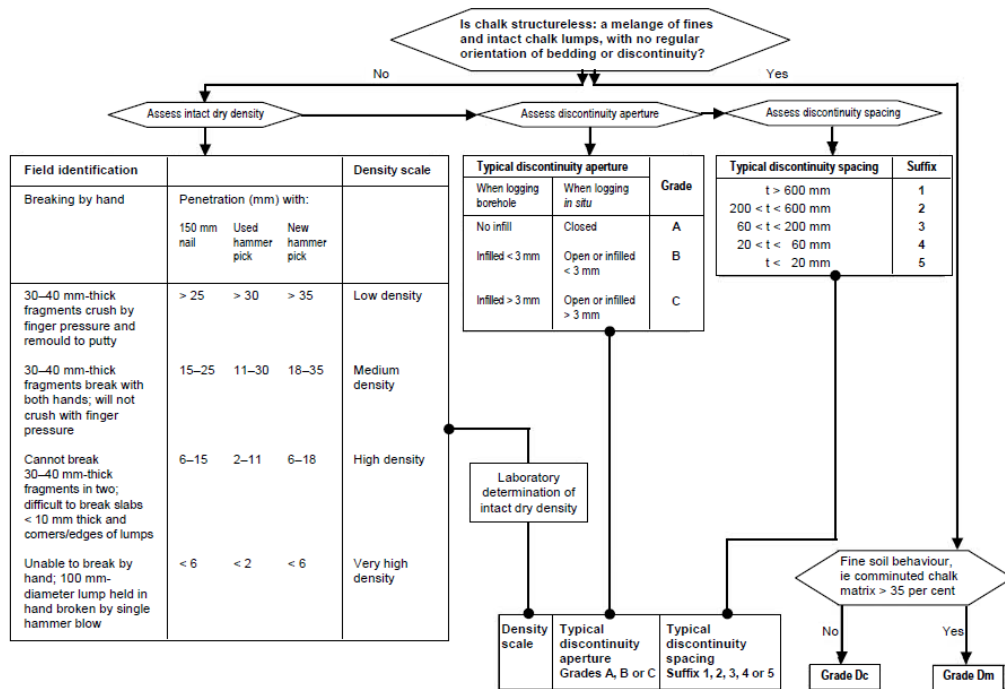 Is chalk structureless: a melange of fines
and intact chalk lumps, with no regular
orientation of bedding or discontinuity?
No
Yes
Assess intact dry density
Assess discontinuity aperture
Assess discontinuity spacing
Field identification
Density scale
Breaking by hand
Penetration (mm) with:
150 mm
nail
Used
hammer
pick
New
hammer
pick
30–40 mm-thick
fragments crush by
finger pressure and
remould to putty
> 25
> 30
> 35
Low density
30–40 mm-thick
fragments break with
both hands; will not
crush with finger
pressure
15–25
11–30
18–35
Medium
density
Cannot break
30–40 mm-thick
fragments in two;
difficult to break slabs
< 10 mm thick and
corners/edges of lumps
6–15
2–11
6–18
High density
Unable to break by
hand; 100 mm-
diameter lump held in
hand broken by single
hammer blow
< 6
< 2
< 6
Very high
density
Typical discontinuity aperture
Grade
When logging
borehole
When logging
in situ
No infill
Closed
A
Infilled < 3 mm
Open or infilled
< 3 mm
B
Infilled > 3 mm
Open or infilled
> 3 mm
C
Typical discontinuity spacing
Suffix
t > 600 mm
1
200 < t < 600 mm
2
60 < t < 200 mm
3
20 < t < 60 mm
4
t < 20 mm
5
Laboratory
determination of
intact dry density
Fine soil behaviour,
ie comminuted chalk
matrix > 35 per cent
Density
scale
Typical
discontinuity
aperture
Grades A, B or C
Typical
discontinuity
spacing
Suffix 1, 2, 3, 4 or 5
No
Yes
Grade Dc
Grade Dm